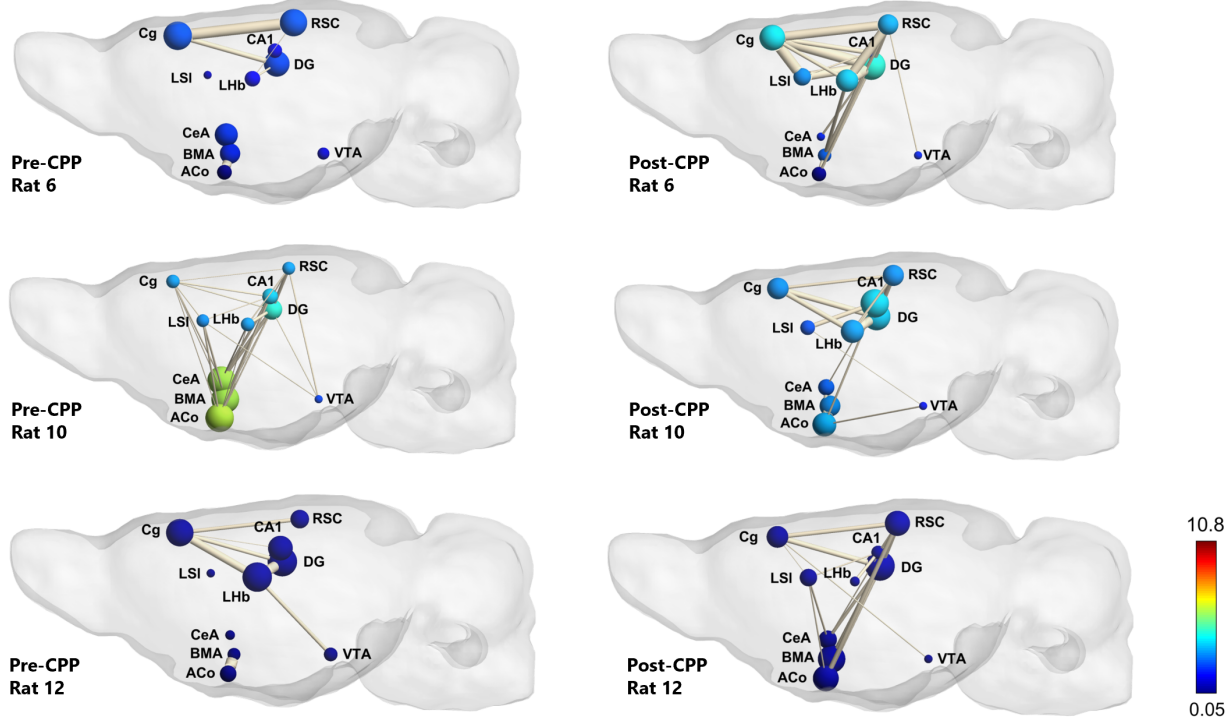 Cg
RSC
CA1
DG
LSI
LHb
CeA
BMA
VTA
ACo
Pre-CPP
Rat 6
Cg
RSC
CA1
DG
LSI
LHb
CeA
BMA
VTA
ACo
Post-CPP
Rat 6
Cg
RSC
CA1
DG
LSI
LHb
CeA
BMA
VTA
ACo
Pre-CPP
Rat 10
Cg
RSC
CA1
DG
LSI
LHb
CeA
BMA
VTA
ACo
Post-CPP
Rat 10
Cg
RSC
CA1
DG
LSI
LHb
CeA
BMA
VTA
ACo
Pre-CPP
Rat 12
Cg
RSC
CA1
DG
LSI
LHb
CeA
BMA
VTA
ACo
Post-CPP
Rat 12
10.8
0.05